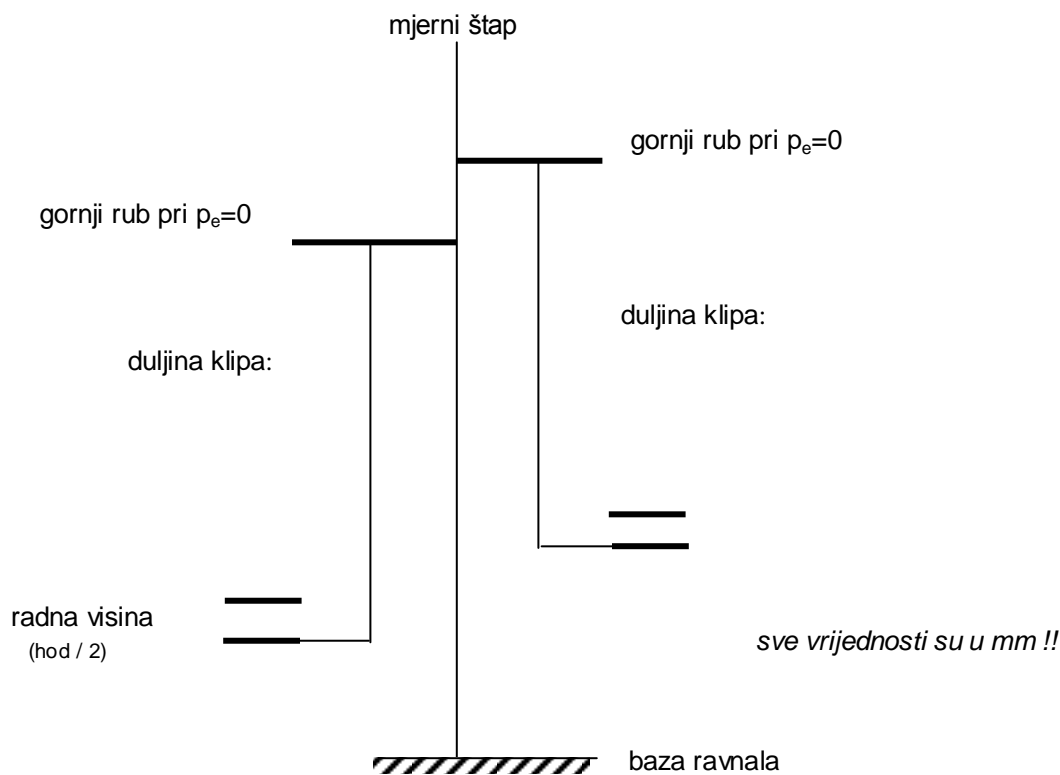 mjerni štap
gornji rub pri pₑ=0
gornji rub pri pₑ=0
duljina klipa:
duljina klipa:
radna visina
(hod / 2)
sve vrijednosti su u mm !!
baza ravnala